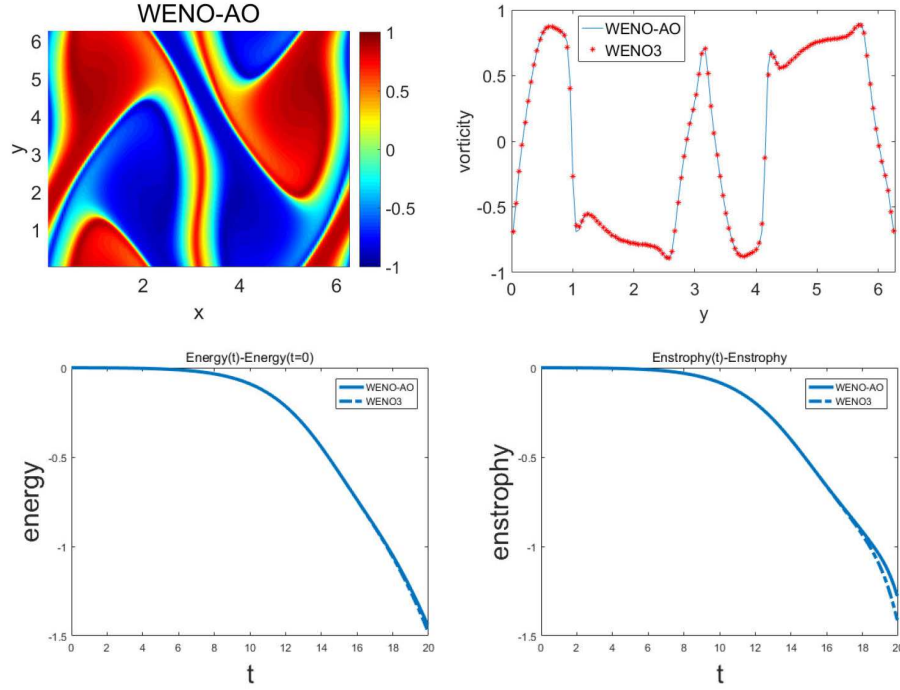 WENO-AO
6
5
4
3
2
1
y
2
4
6
x
1
0.5
0
-0.5
-1
1
0.5
0
-0.5
-1
vorticity
WENO-AO
WENO3
0
1
2
3
4
5
6
y
Energy(t)-Energy(t=0)
0
-0.5
-1
-1.5
energy
WENO-AO
WENO3
0 2 4 6 8 10 12 14 16 18 20
t
Enstrophy(t)-Enstrophy
0
-0.5
-1
-1.5
enstrophy
WENO-AO
WENO3
0 2 4 6 8 10 12 14 16 18 20
t